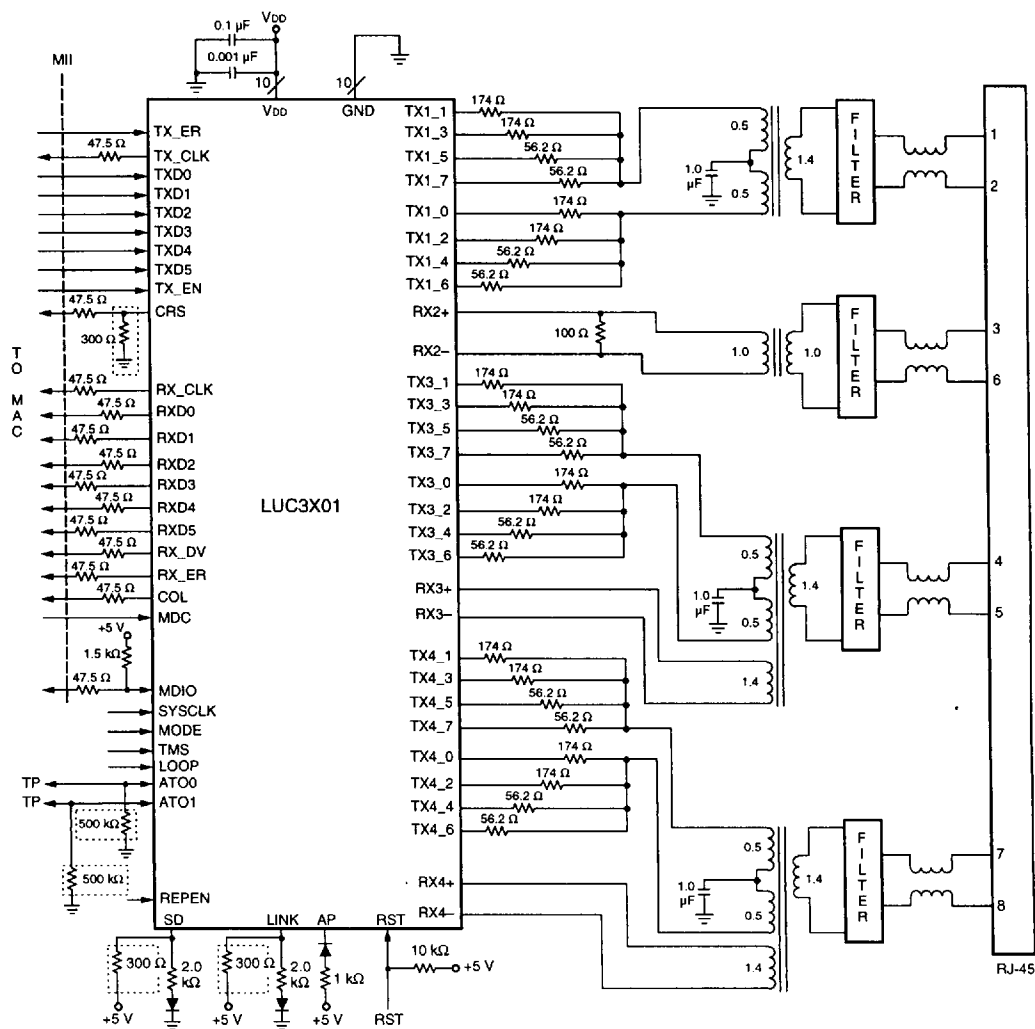 0.1 µF
VDD
0.001 µF
MII
10
10
VDD
GND
TX_ER
47.5 Ω
TX_CLK
TXD0
TXD1
TXD2
TXD3
TXD4
TXD5
TX_EN
47.5 Ω
CRS
300 Ω
TO MAC
47.5 Ω
RX_CLK
47.5 Ω
RXD0
47.5 Ω
RXD1
47.5 Ω
RXD2
47.5 Ω
RXD3
47.5 Ω
RXD4
47.5 Ω
RXD5
47.5 Ω
RX_DV
47.5 Ω
RX_ER
47.5 Ω
COL
MDC
+5 V
1.5 kΩ
47.5 Ω
MDIO
SYSCLK
MODE
TMS
LOOP
TP
ATO0
TP
ATO1
500 kΩ
500 kΩ
REPEN
LUC3X01
SD
LINK
AP
RST
300 Ω
2.0 kΩ
300 Ω
2.0 kΩ
1 kΩ
10 kΩ
+5 V
+5 V
+5 V
+5 V
RST
TX1_1
174 Ω
TX1_3
174 Ω
TX1_5
56.2 Ω
TX1_7
56.2 Ω
TX1_0
174 Ω
TX1_2
174 Ω
TX1_4
56.2 Ω
TX1_6
56.2 Ω
RX2+
100 Ω
RX2–
TX3_1
174 Ω
TX3_3
174 Ω
TX3_5
56.2 Ω
TX3_7
56.2 Ω
TX3_0
174 Ω
TX3_2
174 Ω
TX3_4
56.2 Ω
TX3_6
56.2 Ω
RX3+
RX3–
TX4_1
174 Ω
TX4_3
174 Ω
TX4_5
56.2 Ω
TX4_7
56.2 Ω
TX4_0
174 Ω
TX4_2
174 Ω
TX4_4
56.2 Ω
TX4_6
56.2 Ω
RX4+
RX4–
0.5
1.0 µF
0.5
1.4
FILTER
1
2
1.0
1.0
FILTER
3
6
0.5
1.0 µF
0.5
1.4
1.4
FILTER
4
5
0.5
1.0 µF
0.5
1.4
1.4
FILTER
7
8
RJ-45